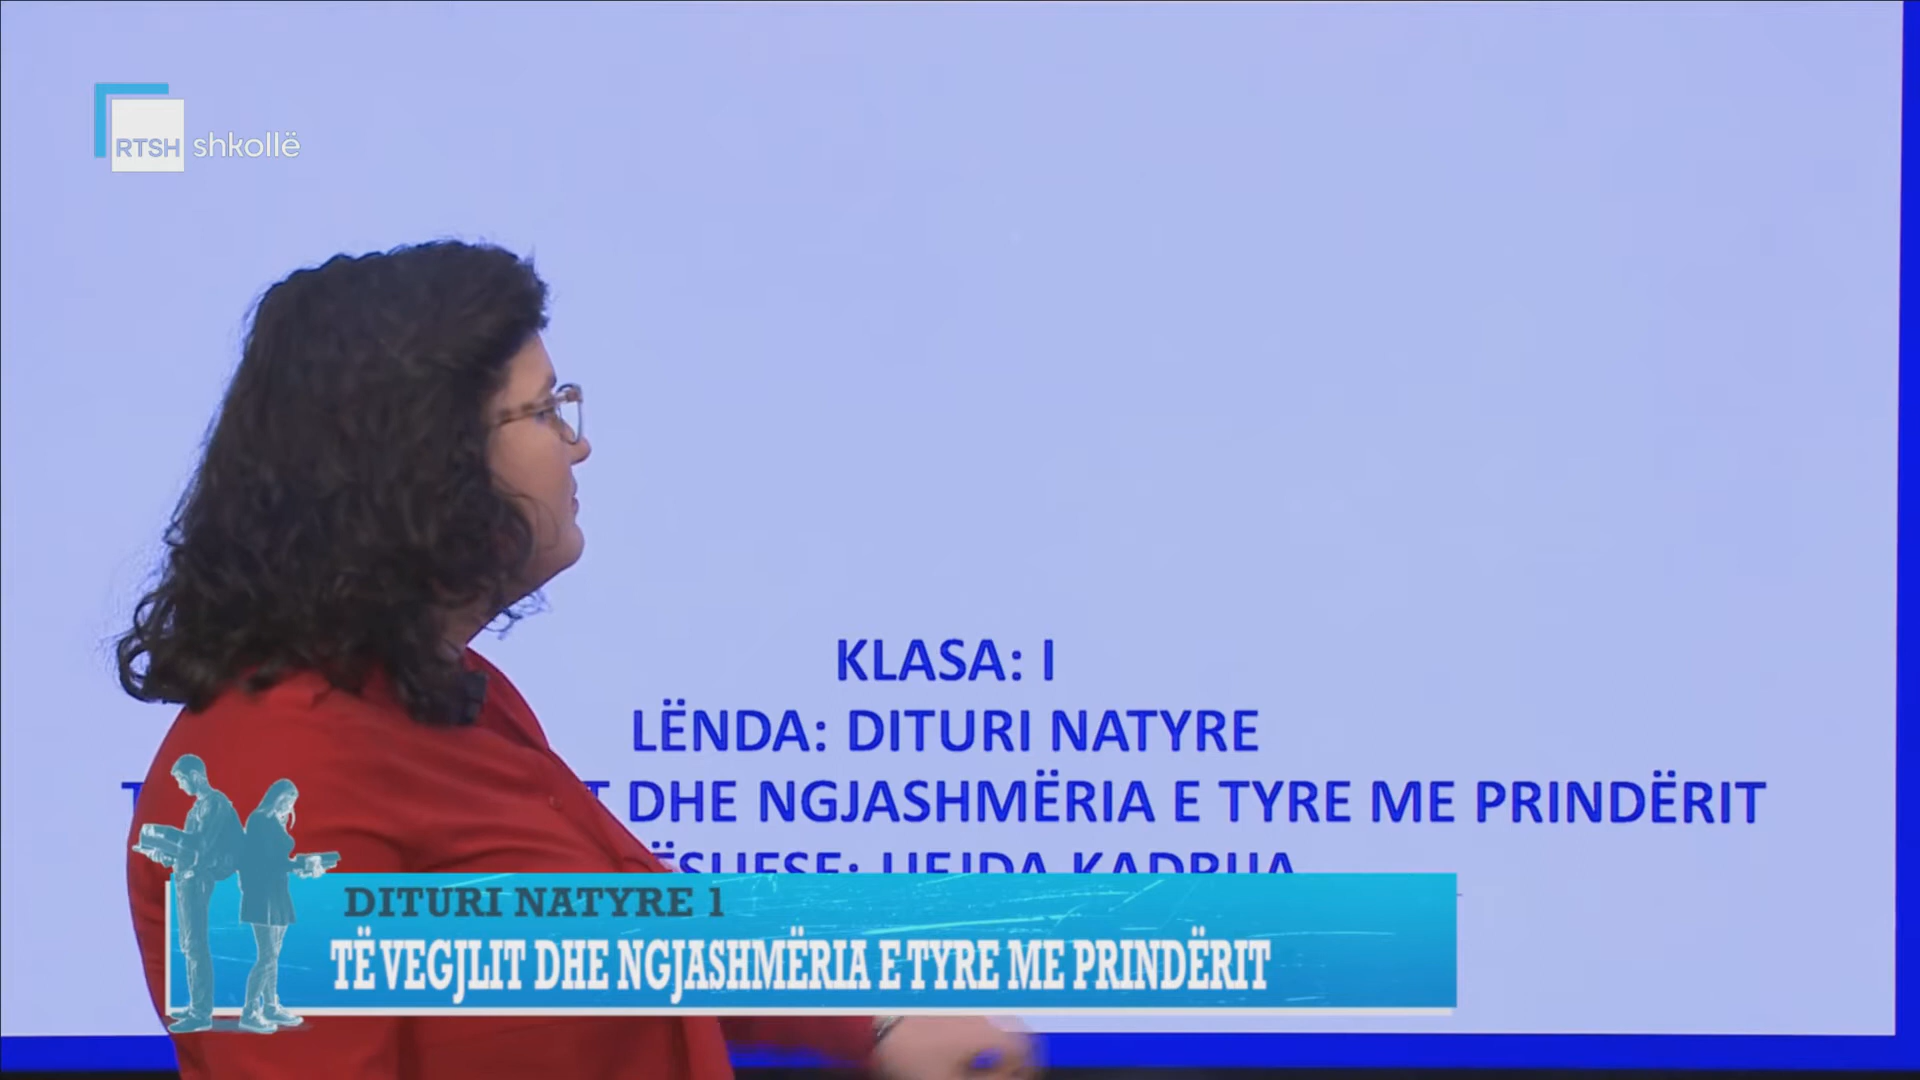 RTSH shkollë
KLASA: I
LËNDA: DITURI NATYRE
DHE NGJASHMËRIA E TYRE ME PRINDËRIT
DITURI NATYRE 1
TË VEGJLIT DHE NGJASHMËRIA E TYRE ME PRINDËRIT